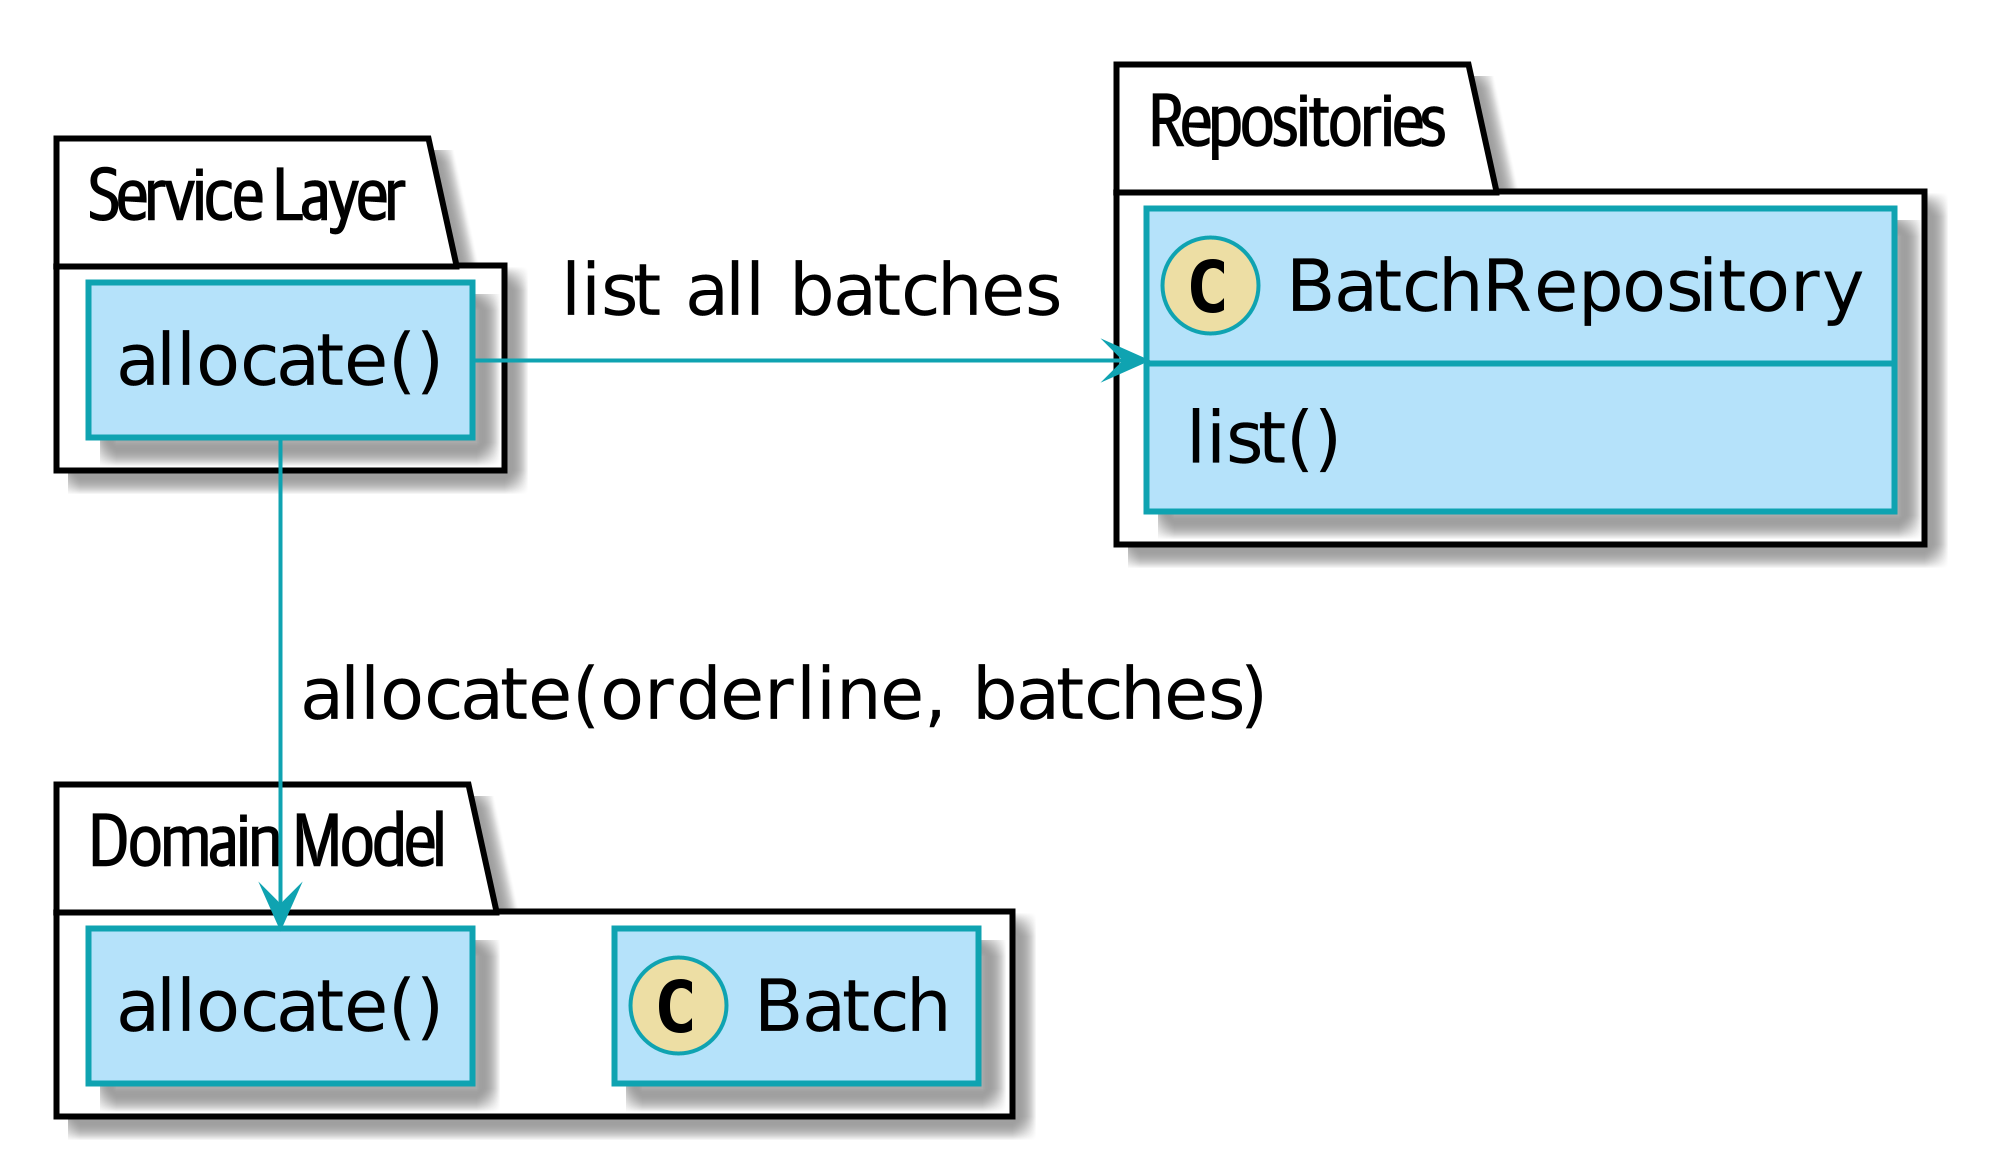 Repositories
Service Layer
list all batches
C BatchRepository
allocate()
list()
allocate(orderline, batches)
Domain Model
allocate()
C Batch